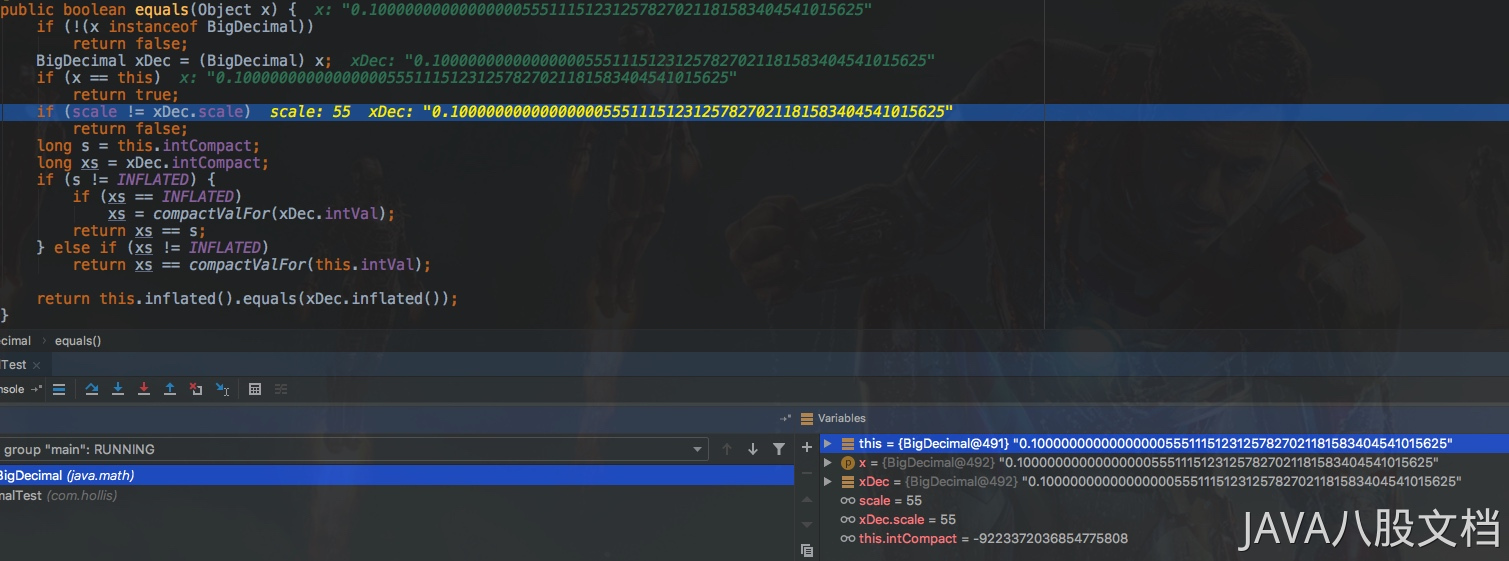 public boolean equals(Object x) {  x: "0.1000000000000000055511151231257827021181583404541015625"
if (!(x instanceof BigDecimal))
return false;
BigDecimal xDec = (BigDecimal) x;  xDec: "0.1000000000000000055511151231257827021181583404541015625"
if (x == this)  x: "0.1000000000000000055511151231257827021181583404541015625"
return true;
if (scale != xDec.scale)  scale: 55  xDec: "0.1000000000000000055511151231257827021181583404541015625"
return false;
long s = this.intCompact;
long xs = xDec.intCompact;
if (s != INFLATED) {
if (xs == INFLATED)
xs = compactValFor(xDec.intVal);
return xs == s;
} else if (xs != INFLATED)
return xs == compactValFor(this.intVal);
return this.inflated().equals(xDec.inflated());
}
ecimal › equals()
lTest ×
nsole
Variables
group "main": RUNNING
this = {BigDecimal@491} "0.1000000000000000055511151231257827021181583404541015625"
x = {BigDecimal@492} "0.1000000000000000055511151231257827021181583404541015625"
BigDecimal (java.math)
xDec = {BigDecimal@492} "0.1000000000000000055511151231257827021181583404541015625"
malTest (com.hollis)
scale = 55
xDec.scale = 55
this.intCompact = -9223372036854775808
JAVA八股文档